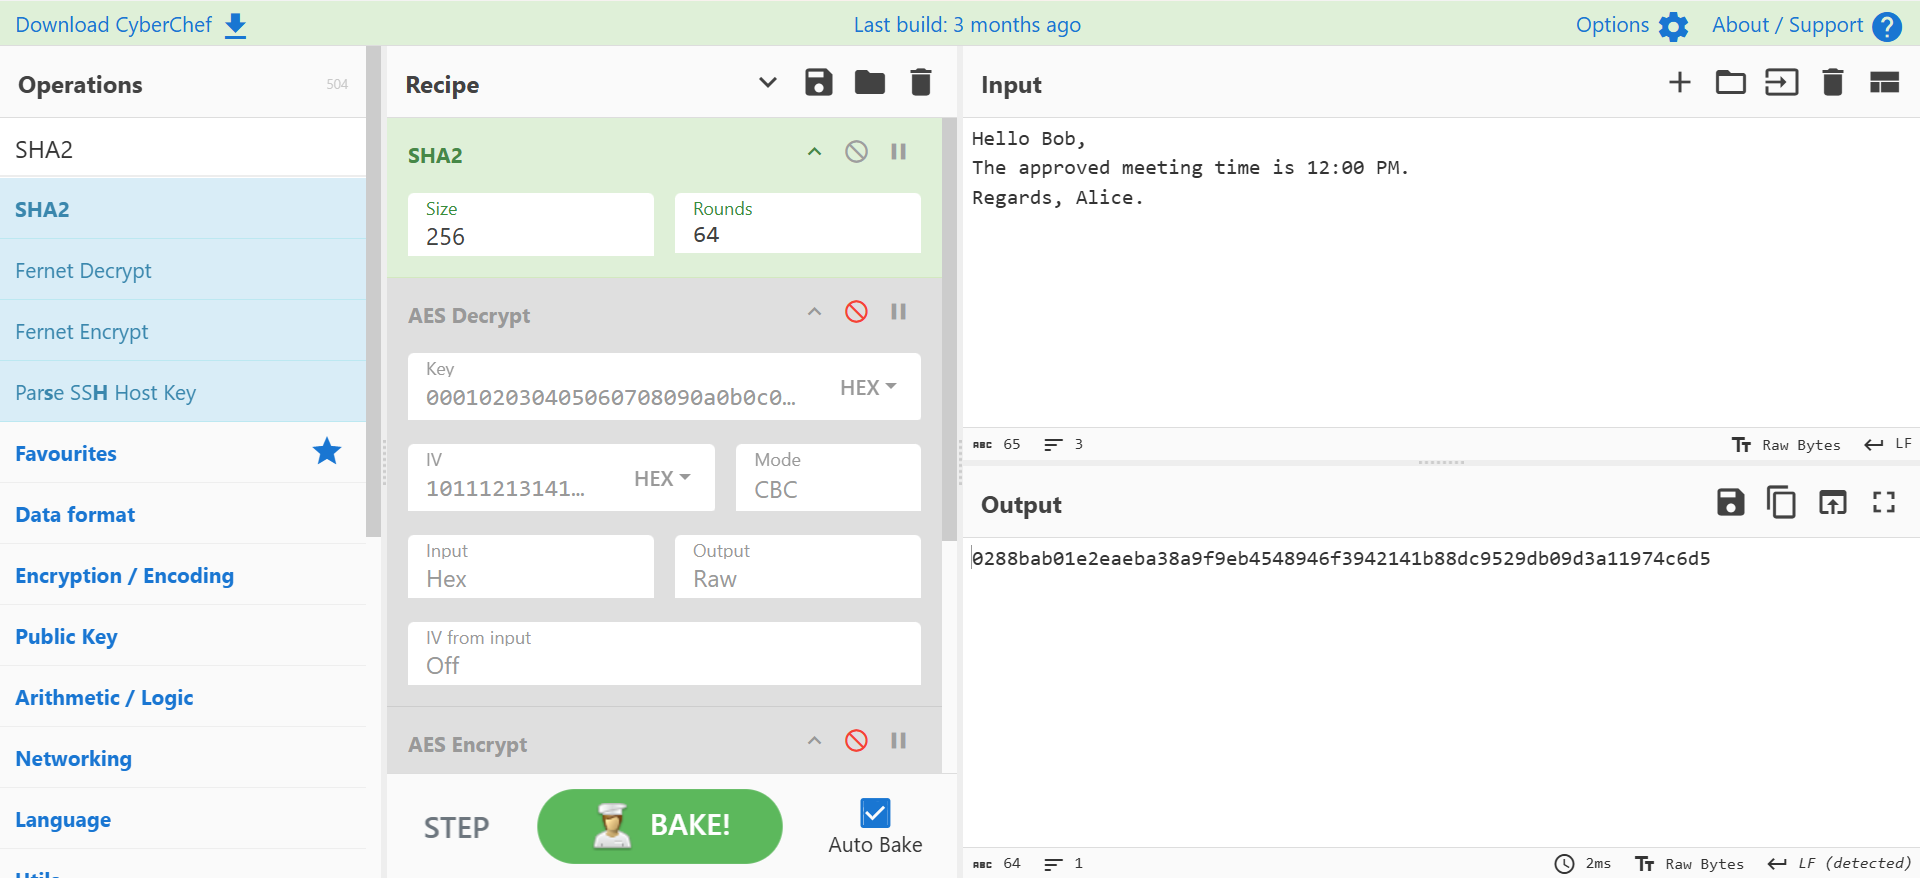 Download CyberChef
Last build: 3 months ago
Options
About / Support
Operations
504
SHA2
SHA2
Fernet Decrypt
Fernet Encrypt
Parse SSH Host Key
Favourites
Data format
Encryption / Encoding
Public Key
Arithmetic / Logic
Networking
Language
Recipe
SHA2
Size
256
Rounds
64
AES Decrypt
Key
000102030405060708090a0b0c0...
HEX
IV
10111213141...
HEX
Mode
CBC
Input
Hex
Output
Raw
IV from input
Off
AES Encrypt
STEP
BAKE!
Auto Bake
Input
Hello Bob,
The approved meeting time is 12:00 PM.
Regards, Alice.
ABC 65
3
Raw Bytes
LF
Output
0288bab01e2eaeba38a9f9eb4548946f3942141b88dc9529db09d3a11974c6d5
ABC 64
1
2ms
Raw Bytes
LF (detected)